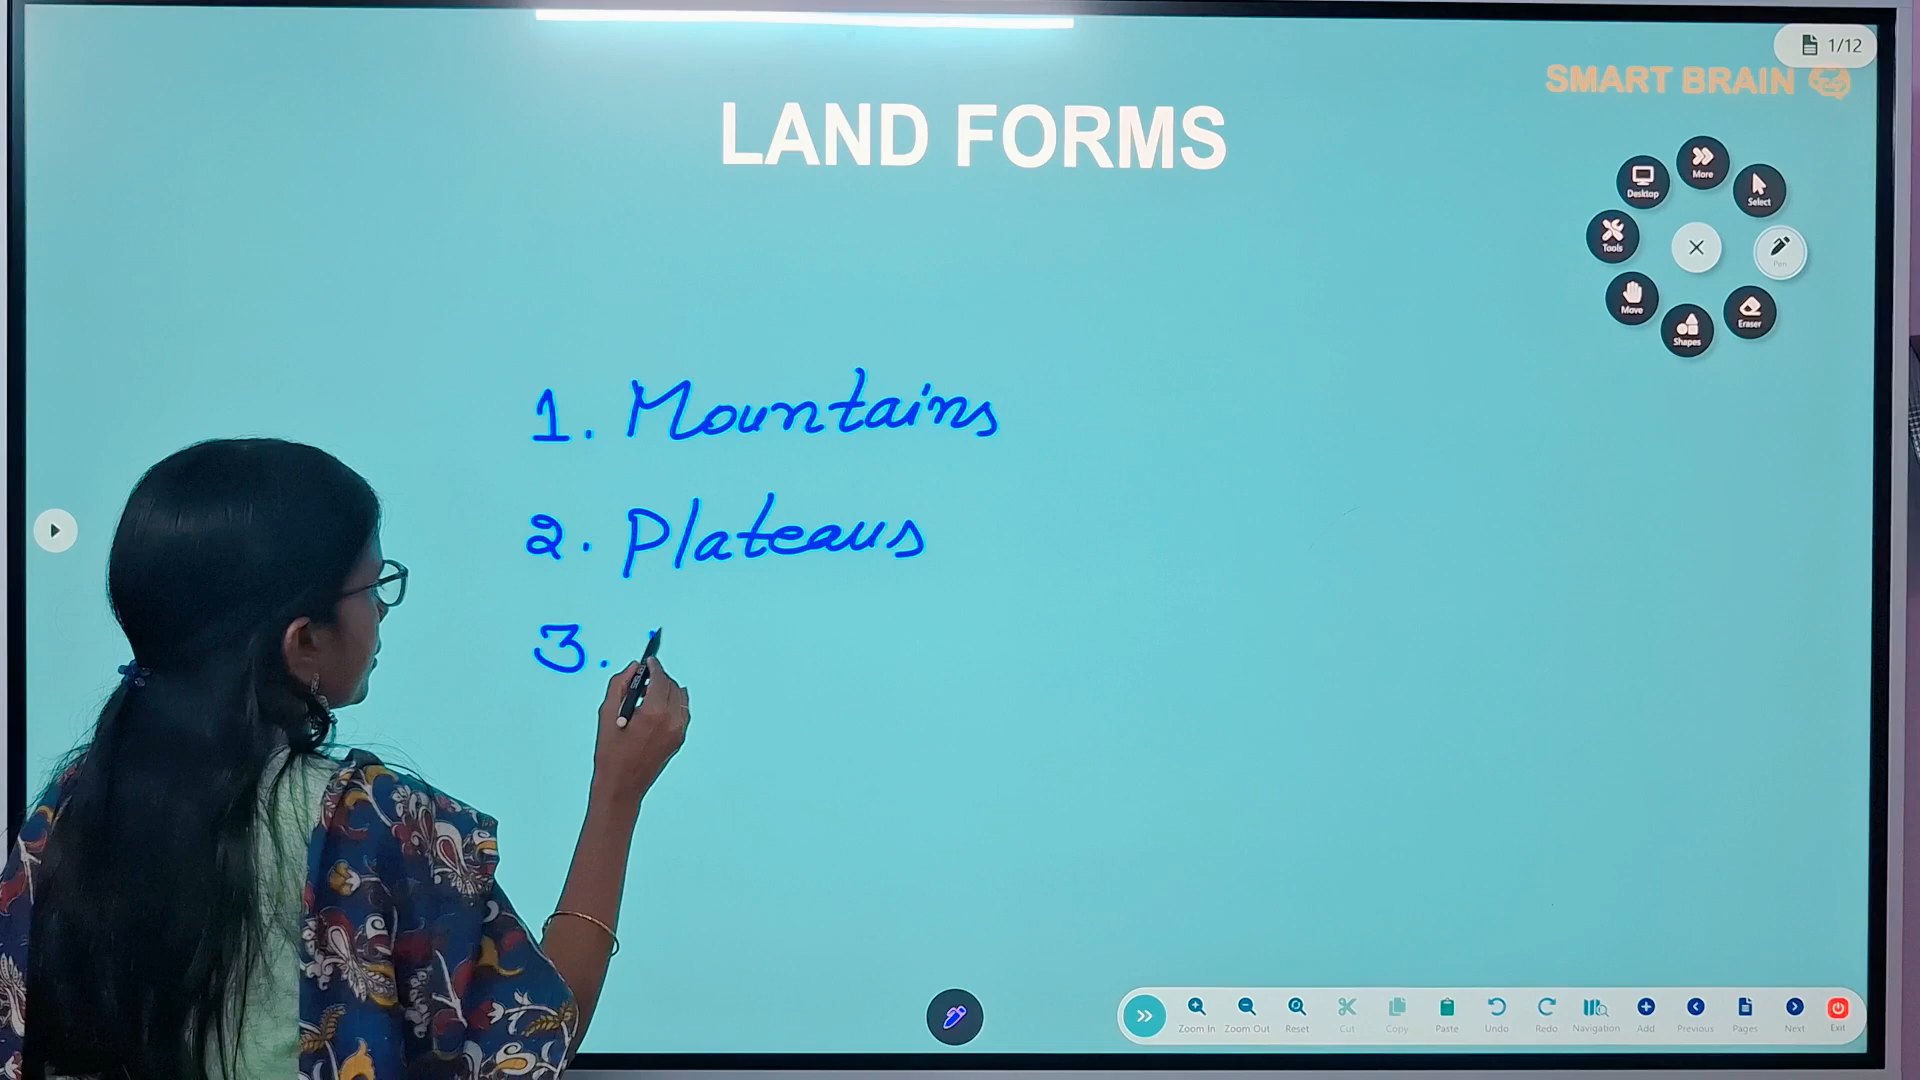 1/12
SMART BRAIN
LAND FORMS
More
Desktop
Select
Tools
Pen
Move
Eraser
Shapes
1. Mountains
2. Plateaus
3.
Zoom In Zoom Out Reset Cut Copy Paste Undo Redo Navigation Add Previous Pages Next Exit